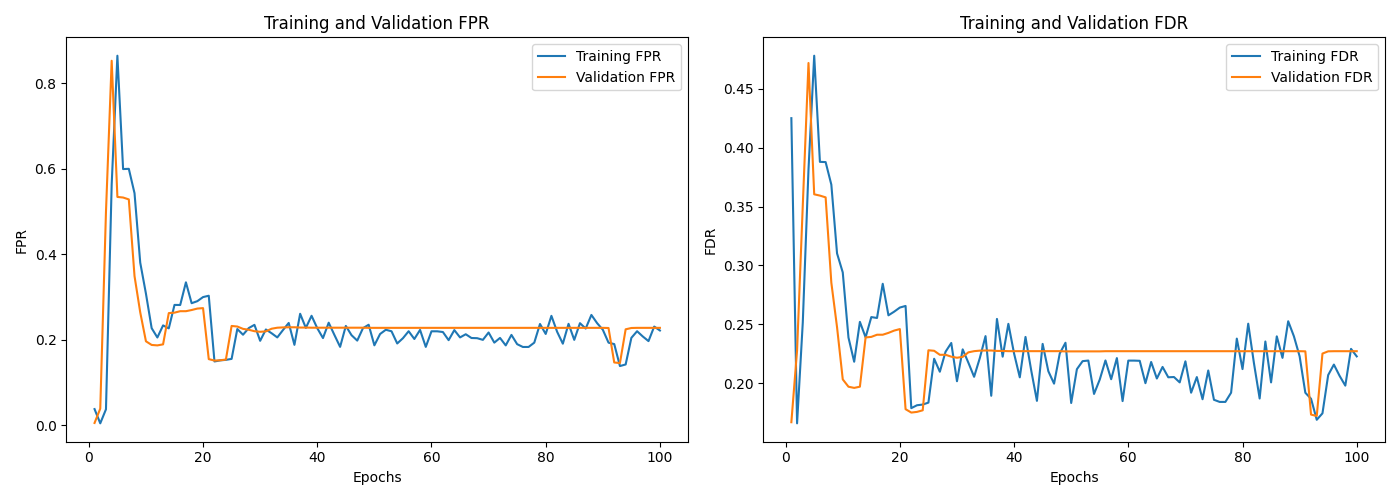 Training and Validation FPR
Training FPR
Validation FPR
FPR
0.8
0.6
0.4
0.2
0.0
0 20 40 60 80 100
Epochs
Training and Validation FDR
Training FDR
Validation FDR
FDR
0.45
0.40
0.35
0.30
0.25
0.20
0 20 40 60 80 100
Epochs